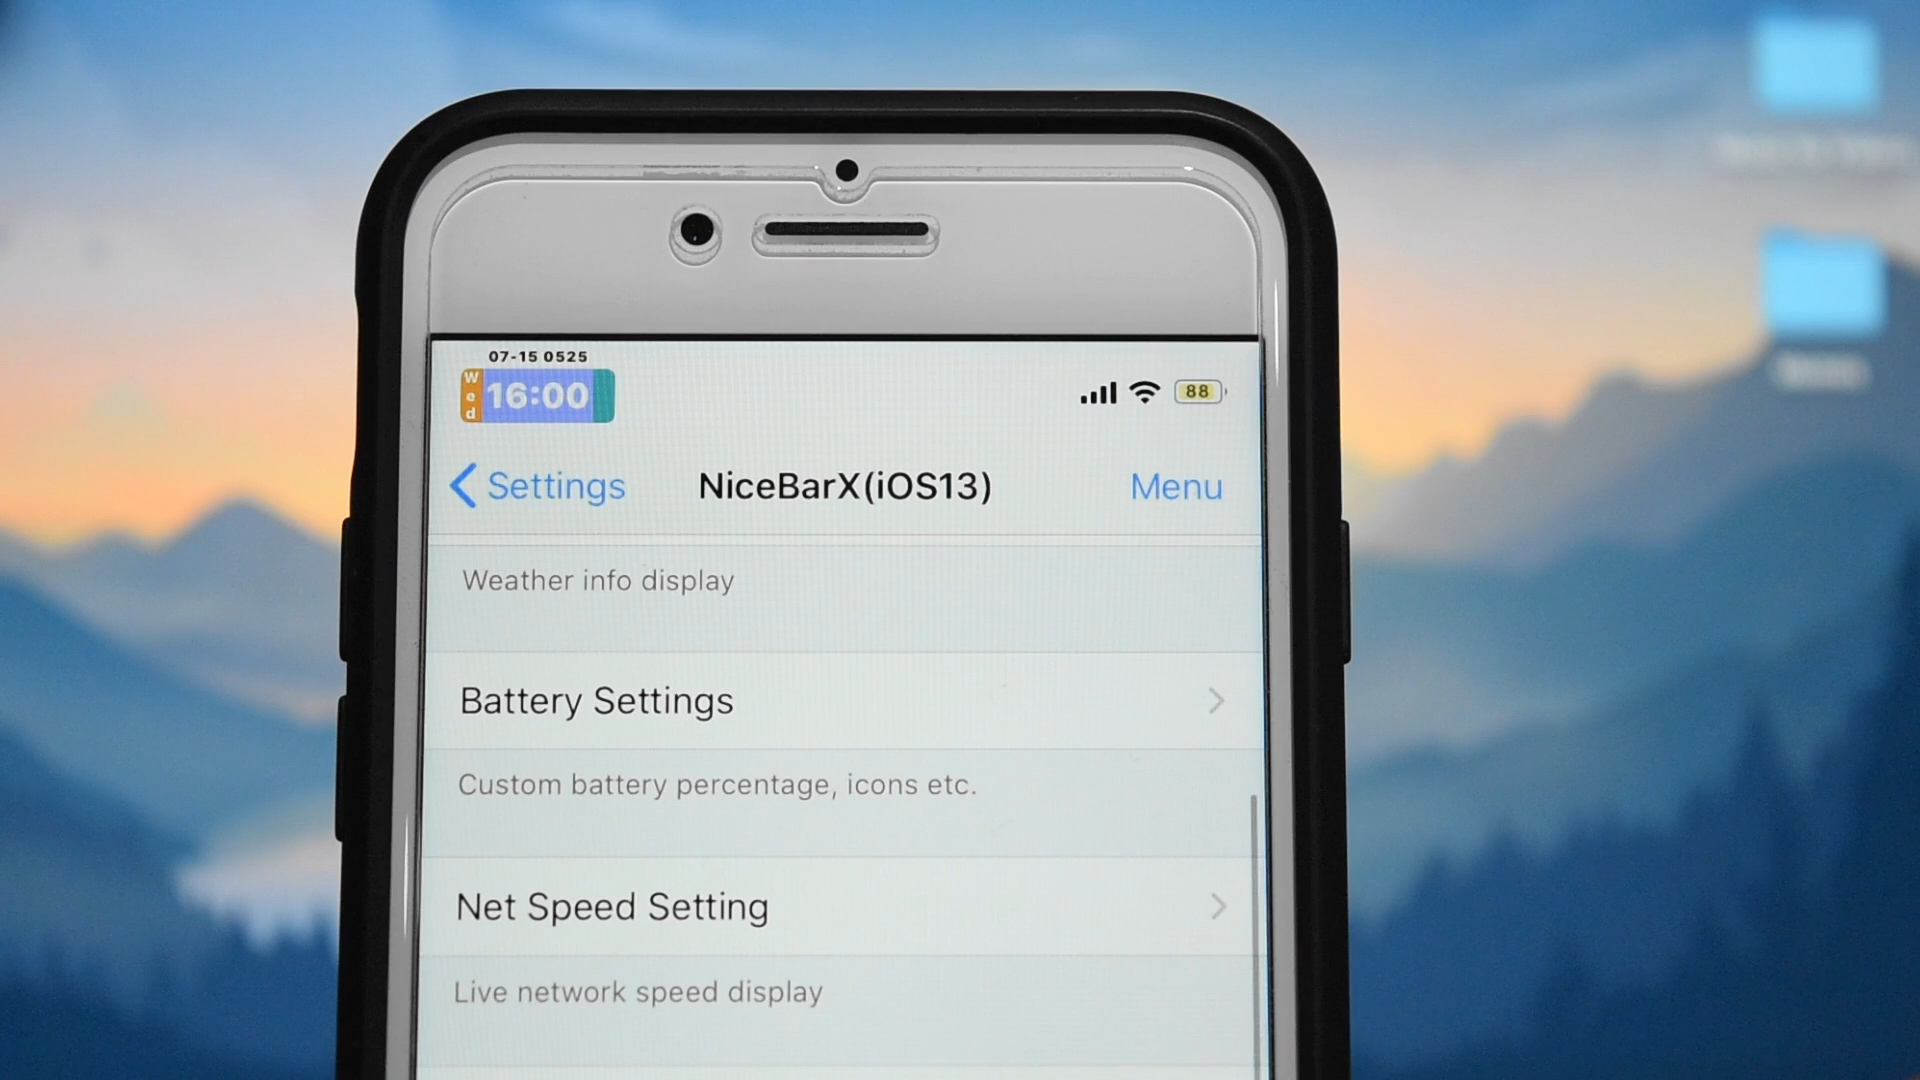 07-15 0525
Wed
16:00
88
Settings
NiceBarX(iOS13)
Menu
Weather info display
Battery Settings
Custom battery percentage, icons etc.
Net Speed Setting
Live network speed display